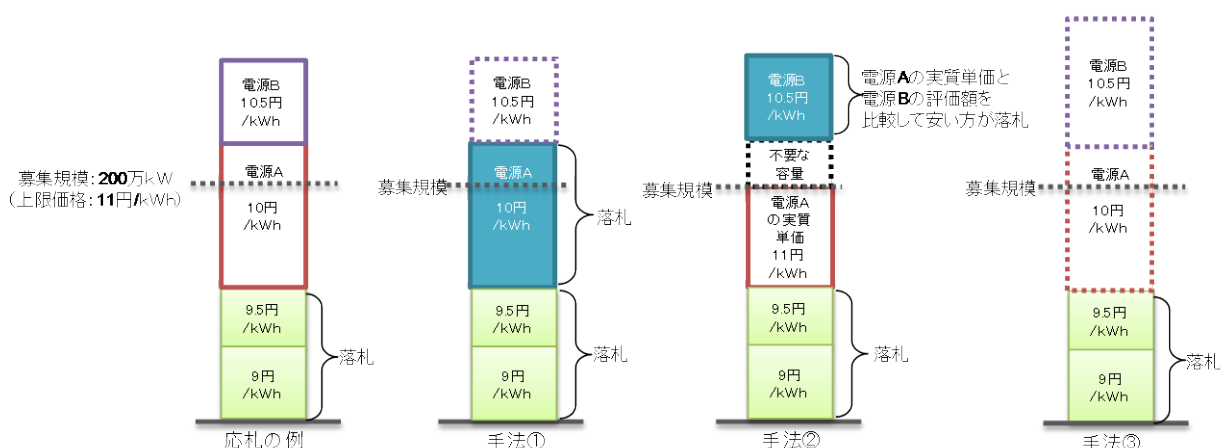 電源B
10.5円
/kWh
電源A
募集規模：200万kW
（上限価格：11円/kWh）
10円
/kWh
9.5円
/kWh
落札
9円
/kWh
応札の例
電源B
10.5円
/kWh
電源A
募集規模
10円
/kWh
落札
9.5円
/kWh
落札
9円
/kWh
手法①
電源B
10.5円
/kWh
電源Aの実質単価と
電源Bの評価額を
比較して安い方が落札
不要な
容量
募集規模
電源A
の実質
単価
11円
/kWh
9.5円
/kWh
落札
9円
/kWh
手法②
電源B
10.5円
/kWh
電源A
募集規模
10円
/kWh
9.5円
/kWh
落札
9円
/kWh
手法③